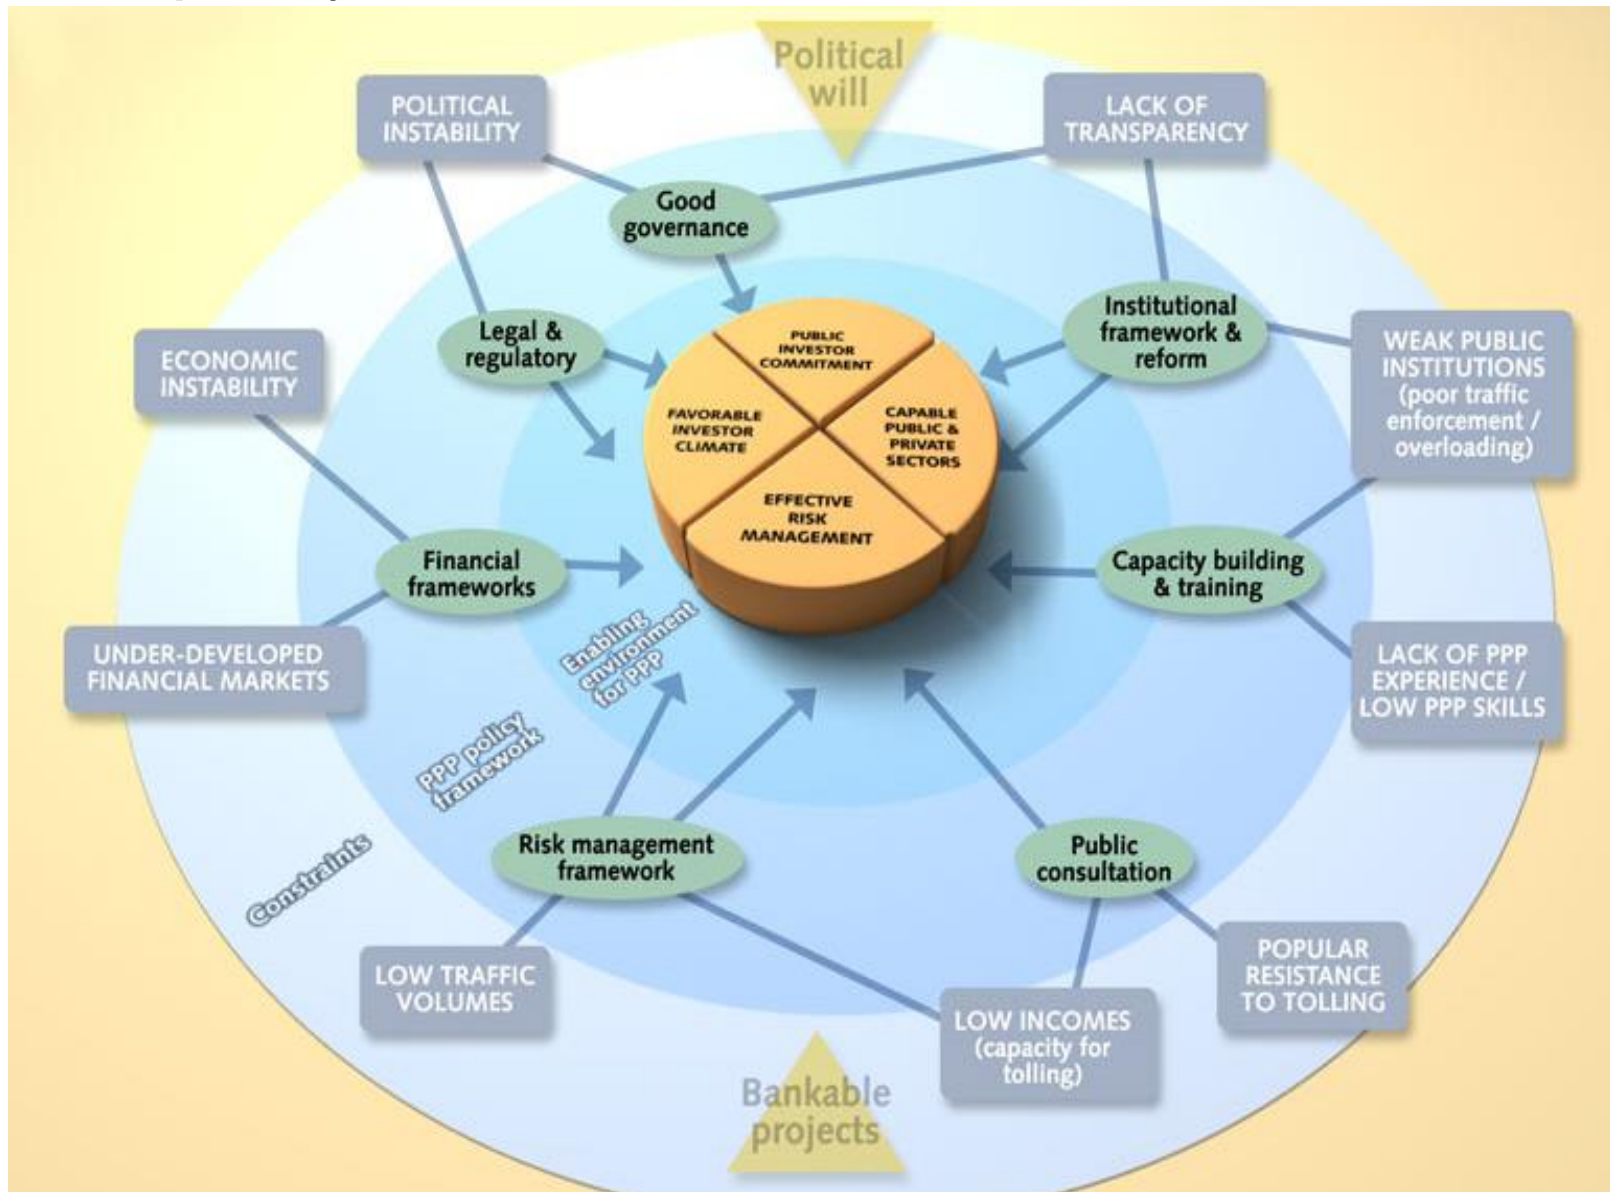 Political
will
POLITICAL
INSTABILITY
LACK OF
TRANSPARENCY
Good
governance
Legal &
regulatory
Institutional
framework &
reform
ECONOMIC
INSTABILITY
WEAK PUBLIC
INSTITUTIONS
(poor traffic
enforcement /
overloading)
PUBLIC
INVESTOR
COMMITMENT
FAVORABLE
INVESTOR
CLIMATE
CAPABLE
PUBLIC &
PRIVATE
SECTORS
EFFECTIVE
RISK
MANAGEMENT
Financial
frameworks
Capacity building
& training
UNDER-DEVELOPED
FINANCIAL MARKETS
LACK OF PPP
EXPERIENCE /
LOW PPP SKILLS
Enabling
environment
for PPP
PPP policy
framework
Constraints
Risk management
framework
Public
consultation
LOW TRAFFIC
VOLUMES
POPULAR
RESISTANCE
TO TOLLING
LOW INCOMES
(capacity for
tolling)
Bankable
projects